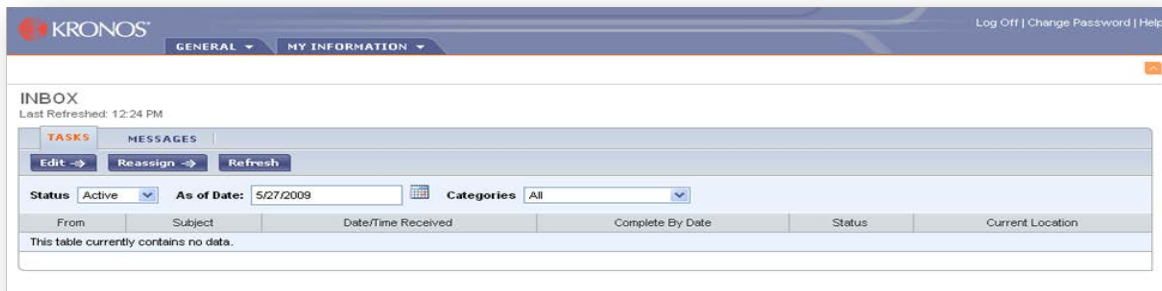 KRONOS®
Log Off | Change Password | Help
GENERAL MY INFORMATION
INBOX
Last Refreshed: 12:24 PM
TASKS MESSAGES
Edit Reassign Refresh
Status Active As of Date: 5/27/2009 Categories All
From Subject Date/Time Received Complete By Date Status Current Location
This table currently contains no data.